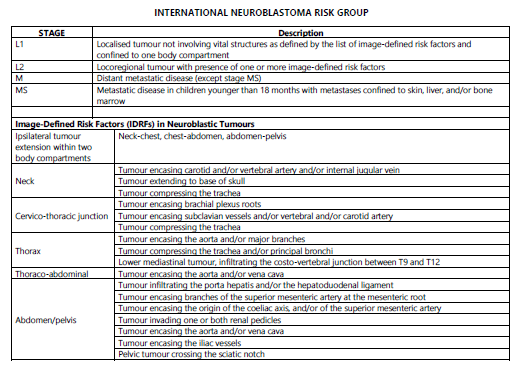 INTERNATIONAL NEUROBLASTOMA RISK GROUP
STAGE Description
L1 Localised tumour not involving vital structures as defined by the list of image-defined risk factors and
confined to one body compartment
L2 Locoregional tumour with presence of one or more image-defined risk factors
M Distant metastatic disease (except stage MS)
MS Metastatic disease in children younger than 18 months with metastases confined to skin, liver, and/or bone
marrow
Image-Defined Risk Factors (IDRFs) in Neuroblastic Tumours
Ipsilateral tumour
extension within two
body compartments
Neck-chest, chest-abdomen, abdomen-pelvis
Neck
Tumour encasing carotid and/or vertebral artery and/or internal jugular vein
Tumour extending to base of skull
Tumour compressing the trachea
Cervico-thoracic junction
Tumour encasing brachial plexus roots
Tumour encasing subclavian vessels and/or vertebral and/or carotid artery
Tumour compressing the trachea
Thorax
Tumour encasing the aorta and/or major branches
Tumour compressing the trachea and/or principal bronchi
Lower mediastinal tumour, infiltrating the costo-vertebral junction between T9 and T12
Thoraco-abdominal Tumour encasing the aorta and/or vena cava
Abdomen/pelvis
Tumour infiltrating the porta hepatis and/or the hepatoduodenal ligament
Tumour encasing branches of the superior mesenteric artery at the mesenteric root
Tumour encasing the origin of the coeliac axis, and/or of the superior mesenteric artery
Tumour invading one or both renal pedicles
Tumour encasing the aorta and/or vena cava
Tumour encasing the iliac vessels
Pelvic tumour crossing the sciatic notch